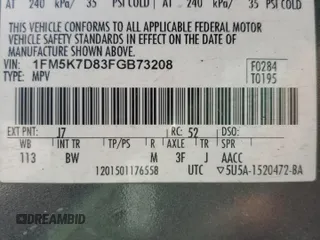 AT 240 kPa/ 35 PSI COLD AT 240 kPa/ 35 PSI COLD
THIS VEHICLE CONFORMS TO ALL APPLICABLE FEDERAL MOTOR
VEHICLE SAFETY STANDARDS IN EFFECT ON THE DATE OF
MANUFACTURE SHOWN ABOVE.
VIN: 1FM5K7D83FGB73208
TYPE: MPV
F0284
T0195
EXT PNT: J7 RC: 52 DSO:
WB BRK INT TR TP/PS R AXLE TR SPR
113 BW M 3F J AACC
1201501176558 UTC ▽5U5A-1520472-BA
DRAMEBID